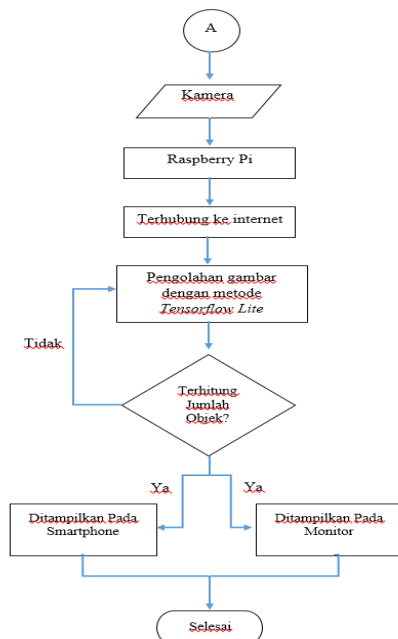 A
Kamera
Raspberry Pi
Terhubung ke internet
Pengolahan gambar
dengan metode
Tensorflow Lite
Tidak
Terhitung
Jumlah
Objek?
Ya
Ya
Ditampilkan Pada
Smartphone
Ditampilkan Pada
Monitor
Selesai